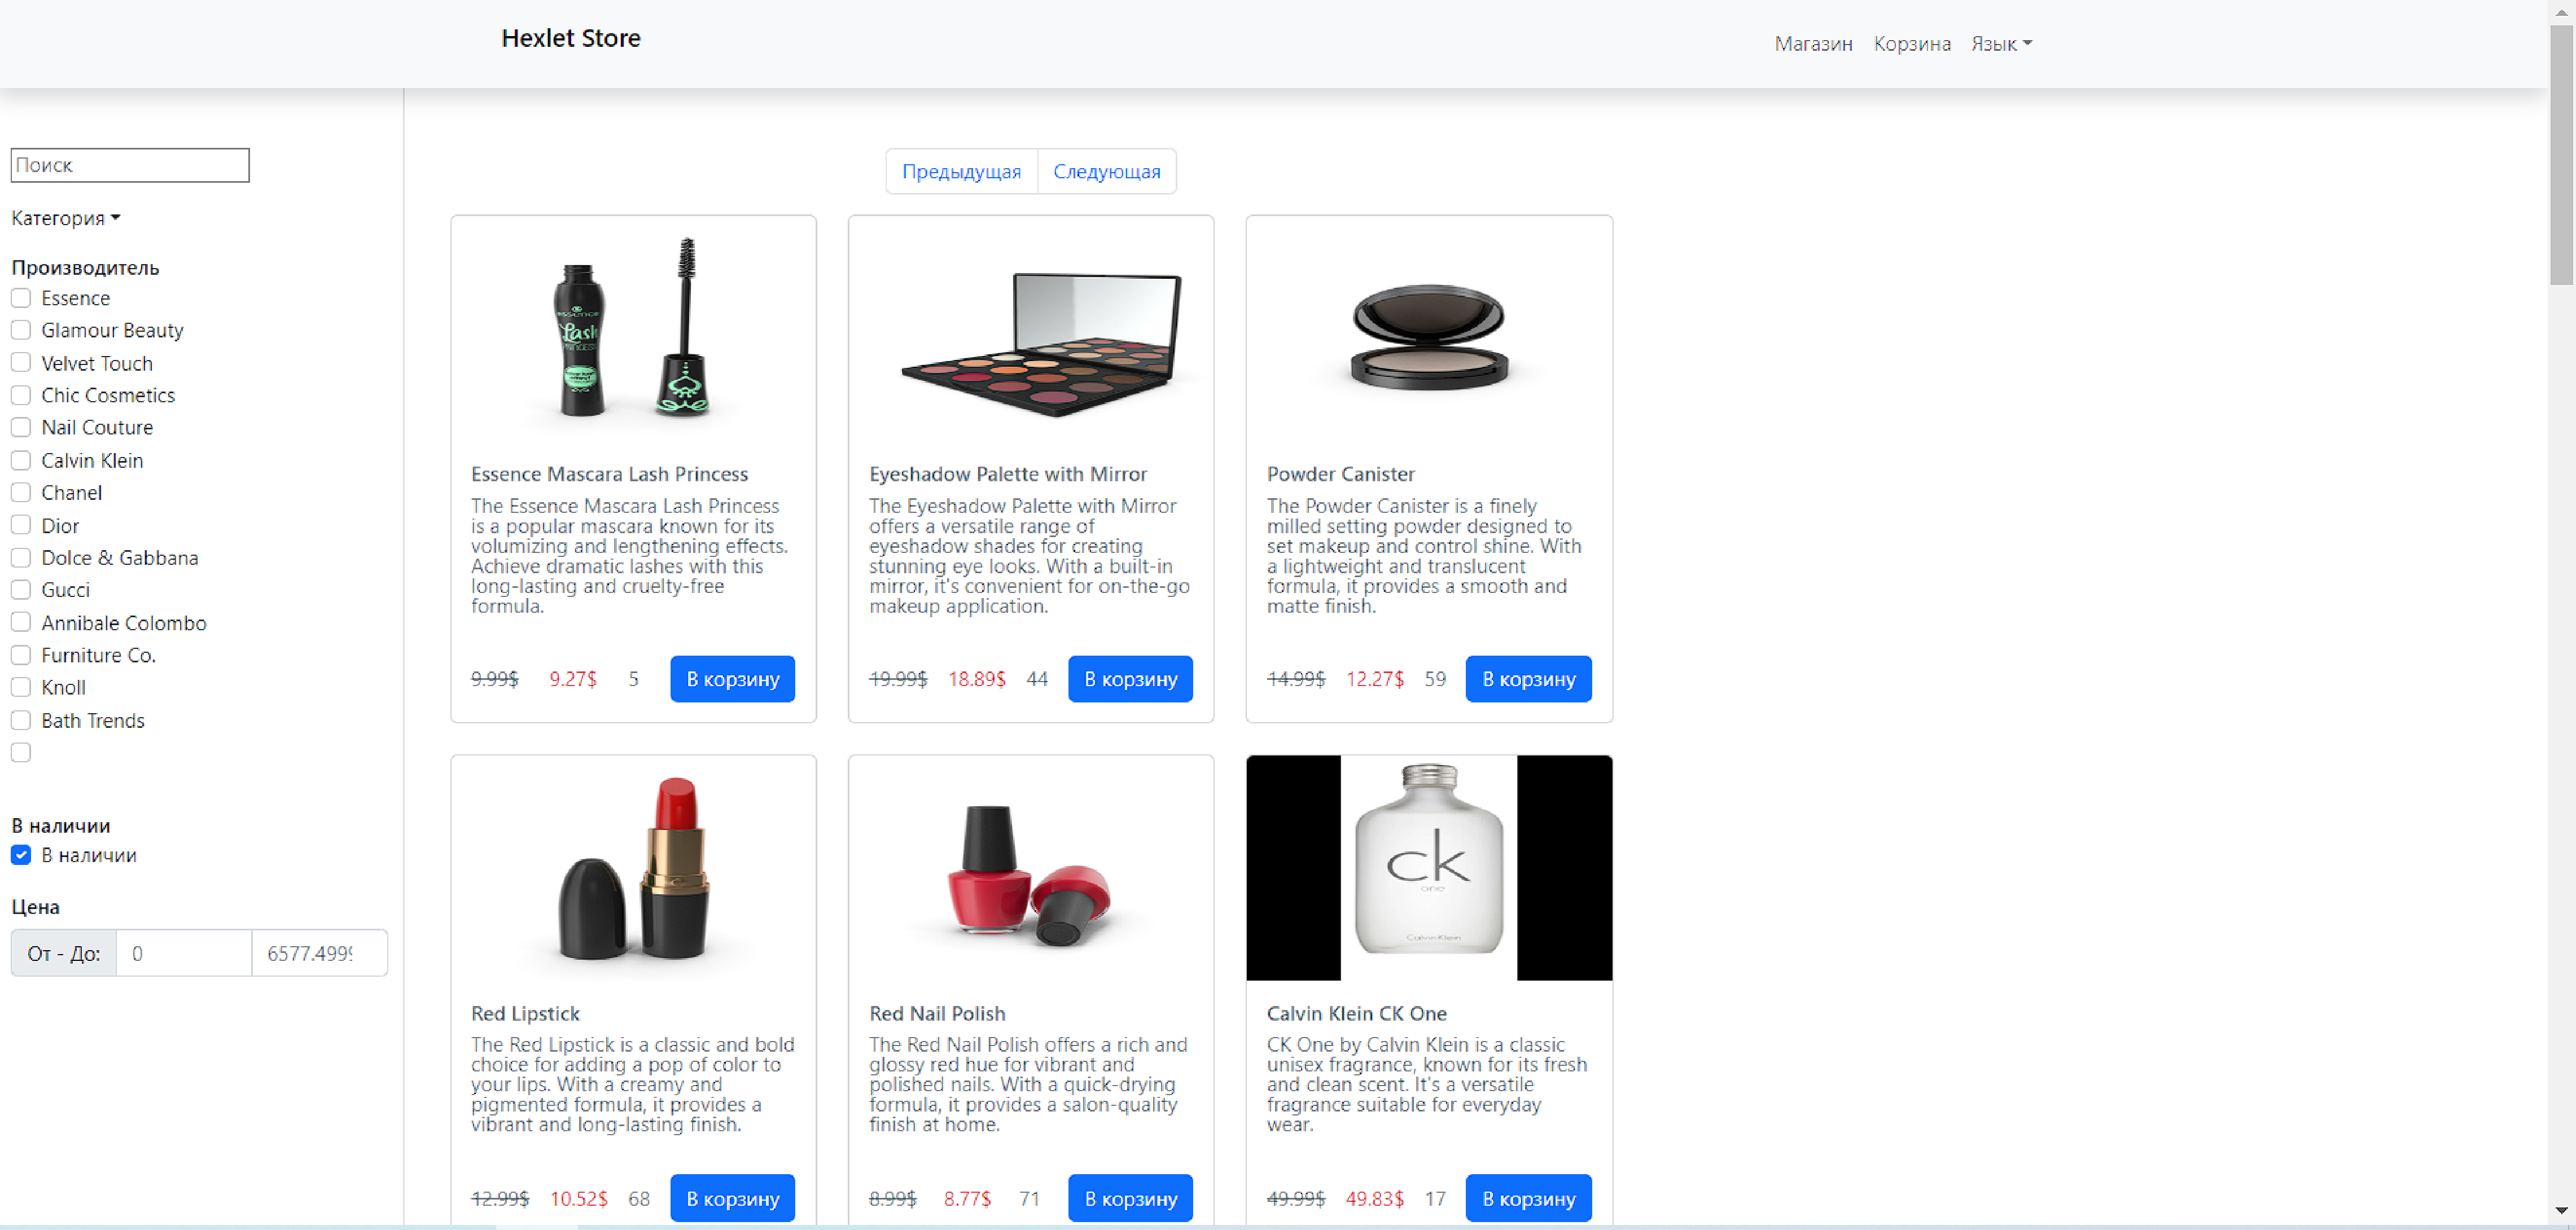 Hexlet Store
Магазин Корзина Язык
Поиск
Категория
Производитель
Essence
Glamour Beauty
Velvet Touch
Chic Cosmetics
Nail Couture
Calvin Klein
Chanel
Dior
Dolce & Gabbana
Gucci
Annibale Colombo
Furniture Co.
Knoll
Bath Trends
В наличии
В наличии
Цена
От - До: 0 6577.499
Предыдущая Следующая
essence
Lash
PRINCESS
Essence Mascara Lash Princess
The Essence Mascara Lash Princess
is a popular mascara known for its
volumizing and lengthening effects.
Achieve dramatic lashes with this
long-lasting and cruelty-free
formula.
9.99$ 9.27$ 5 В корзину
Eyeshadow Palette with Mirror
The Eyeshadow Palette with Mirror
offers a versatile range of
eyeshadow shades for creating
stunning eye looks. With a built-in
mirror, it's convenient for on-the-go
makeup application.
19.99$ 18.89$ 44 В корзину
Powder Canister
The Powder Canister is a finely
milled setting powder designed to
set makeup and control shine. With
a lightweight and translucent
formula, it provides a smooth and
matte finish.
14.99$ 12.27$ 59 В корзину
Red Lipstick
The Red Lipstick is a classic and bold
choice for adding a pop of color to
your lips. With a creamy and
pigmented formula, it provides a
vibrant and long-lasting finish.
12.99$ 10.52$ 68 В корзину
Red Nail Polish
The Red Nail Polish offers a rich and
glossy red hue for vibrant and
polished nails. With a quick-drying
formula, it provides a salon-quality
finish at home.
8.99$ 8.77$ 71 В корзину
ck
one
Calvin Klein
Calvin Klein CK One
CK One by Calvin Klein is a classic
unisex fragrance, known for its fresh
and clean scent. It's a versatile
fragrance suitable for everyday
wear.
49.99$ 49.83$ 17 В корзину